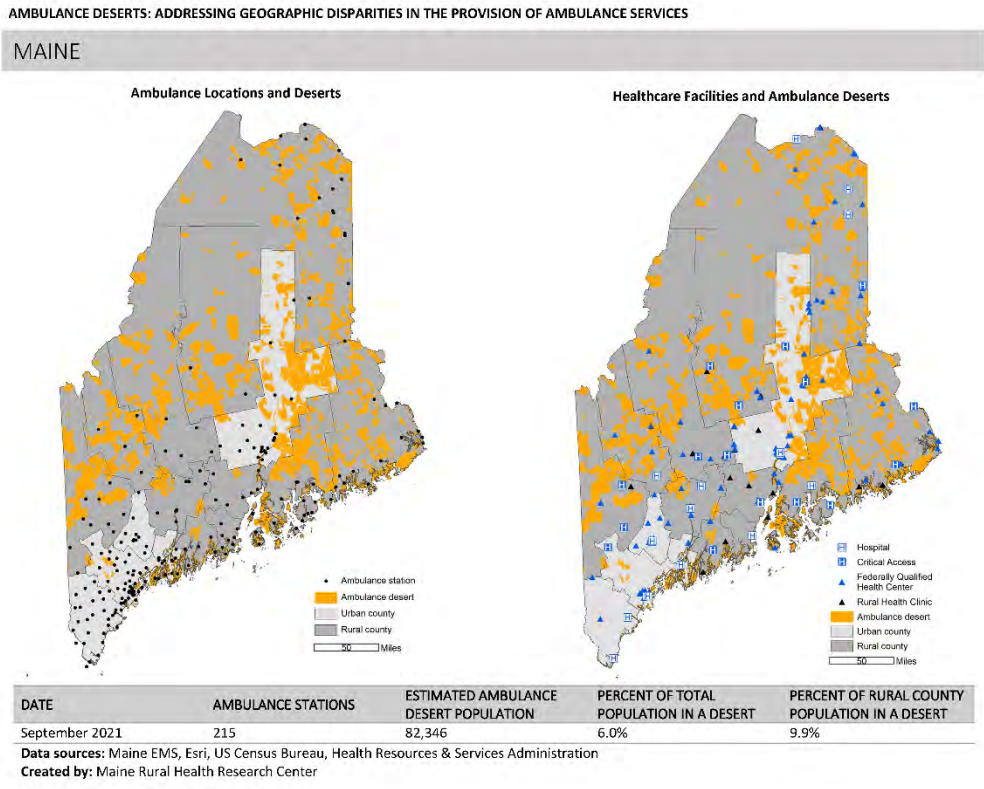 AMBULANCE DESERTS: ADDRESSING GEOGRAPHIC DISPARITIES IN THE PROVISION OF AMBULANCE SERVICES
MAINE
Ambulance Locations and Deserts
Healthcare Facilities and Ambulance Deserts
Ambulance station
Ambulance desert
Urban county
Rural county
50 Miles
H Hospital
H Critical Access
Federally Qualified
Health Center
Rural Health Clinic
Ambulance desert
Urban county
Rural county
50 Miles
DATE AMBULANCE STATIONS ESTIMATED AMBULANCE DESERT POPULATION PERCENT OF TOTAL POPULATION IN A DESERT PERCENT OF RURAL COUNTY POPULATION IN A DESERT
September 2021 215 82,346 6.0% 9.9%
Data sources: Maine EMS, Esri, US Census Bureau, Health Resources & Services Administration
Created by: Maine Rural Health Research Center